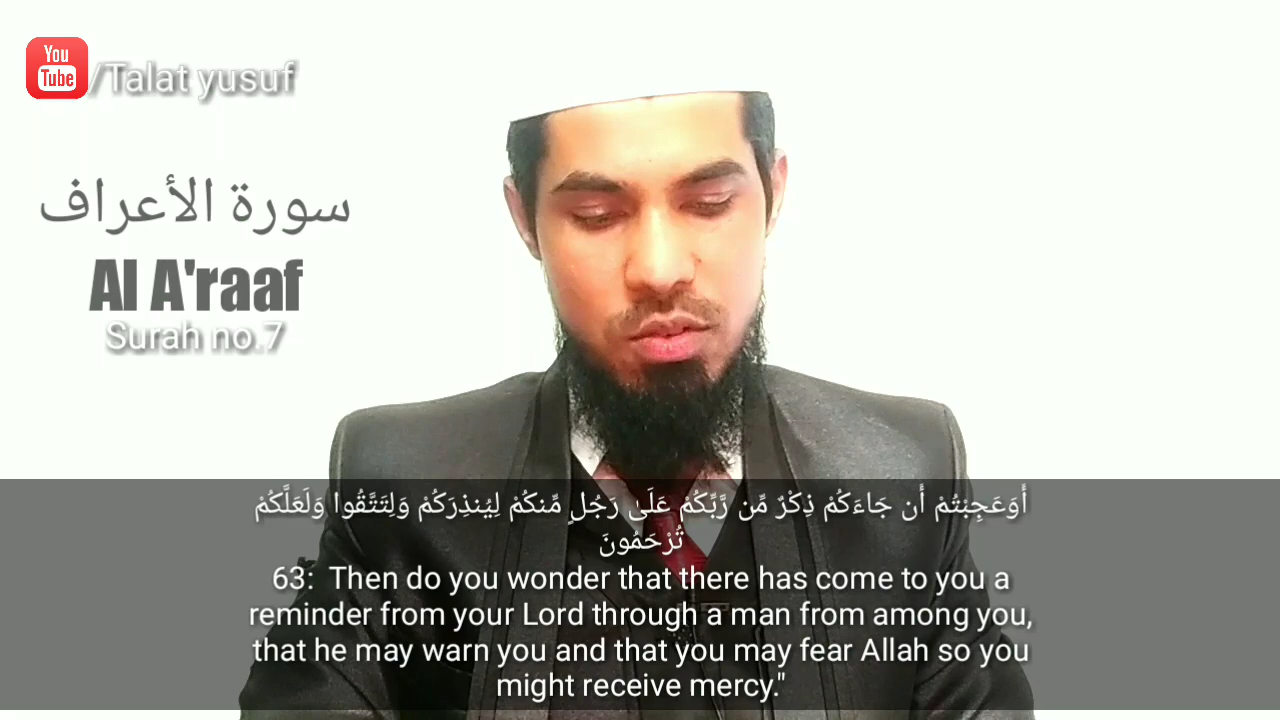 You
Tube
/Talat yusuf
سورة الأعراف
Al A'raaf
Surah no.7
أَوَعَجِبْتُمْ أَن جَاءَكُمْ ذِكْرٌ مِّن رَّبِّكُمْ عَلَىٰ رَجُلٍ مِّنكُمْ لِيُنذِرَكُمْ وَلِتَتَّقُوا وَلَعَلَّكُمْ
تُرْحَمُونَ
63:  Then do you wonder that there has come to you a
reminder from your Lord through a man from among you,
that he may warn you and that you may fear Allah so you
might receive mercy."